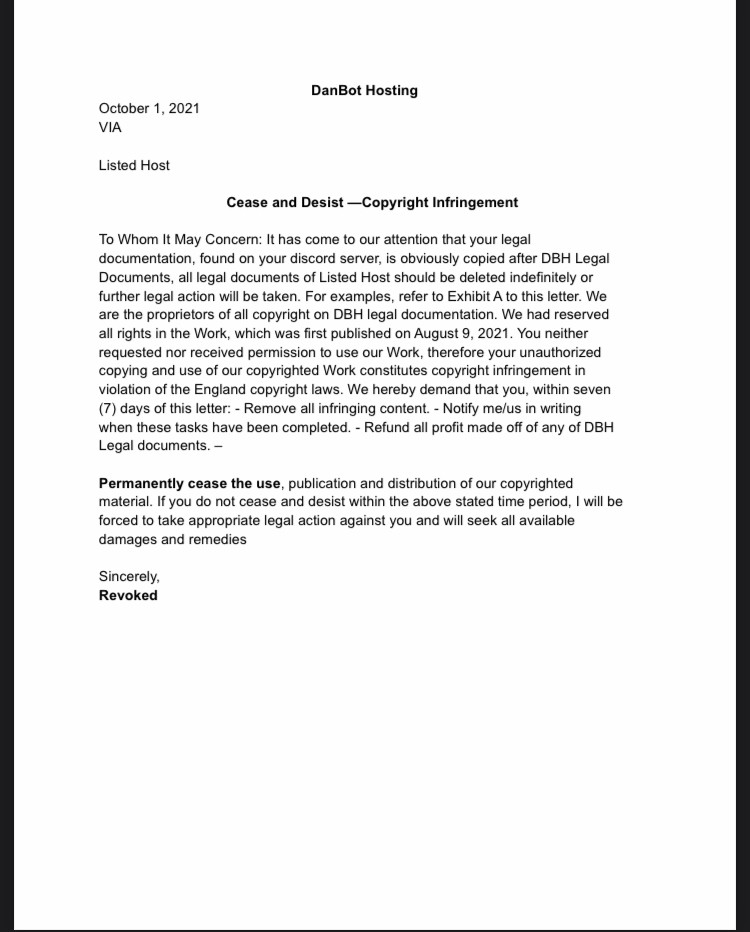 DanBot Hosting
October 1, 2021
VIA
Listed Host
Cease and Desist —Copyright Infringement
To Whom It May Concern: It has come to our attention that your legal
documentation, found on your discord server, is obviously copied after DBH Legal
Documents, all legal documents of Listed Host should be deleted indefinitely or
further legal action will be taken. For examples, refer to Exhibit A to this letter. We
are the proprietors of all copyright on DBH legal documentation. We had reserved
all rights in the Work, which was first published on August 9, 2021. You neither
requested nor received permission to use our Work, therefore your unauthorized
copying and use of our copyrighted Work constitutes copyright infringement in
violation of the England copyright laws. We hereby demand that you, within seven
(7) days of this letter: - Remove all infringing content. - Notify me/us in writing
when these tasks have been completed. - Refund all profit made off of any of DBH
Legal documents. –
Permanently cease the use, publication and distribution of our copyrighted
material. If you do not cease and desist within the above stated time period, I will be
forced to take appropriate legal action against you and will seek all available
damages and remedies
Sincerely,
Revoked